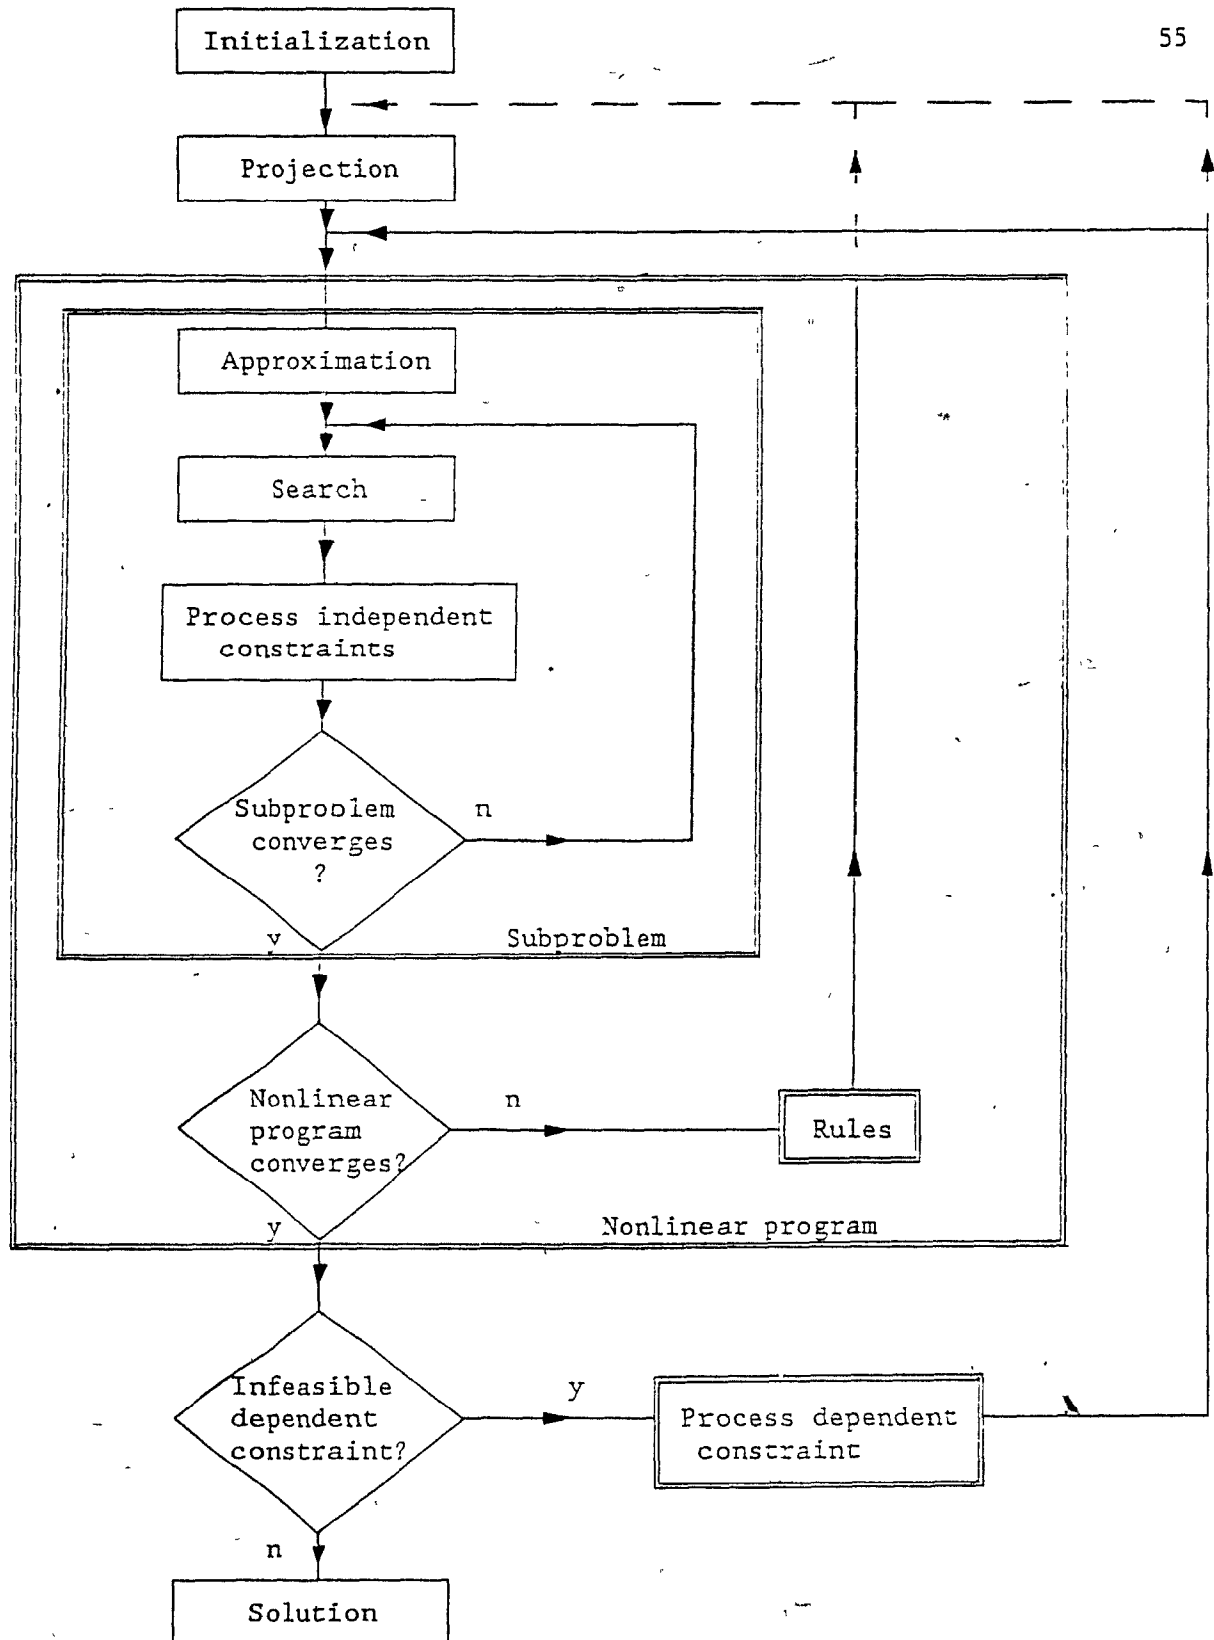 55
Initialization
Projection
Approximation
Search
Process independent
constraints
Subproblem
converges
?
n
y
Subproblem
Nonlinear
program
converges?
n
Rules
y
Nonlinear program
Infeasible
dependent
constraint?
y
Process dependent
constraint
n
Solution